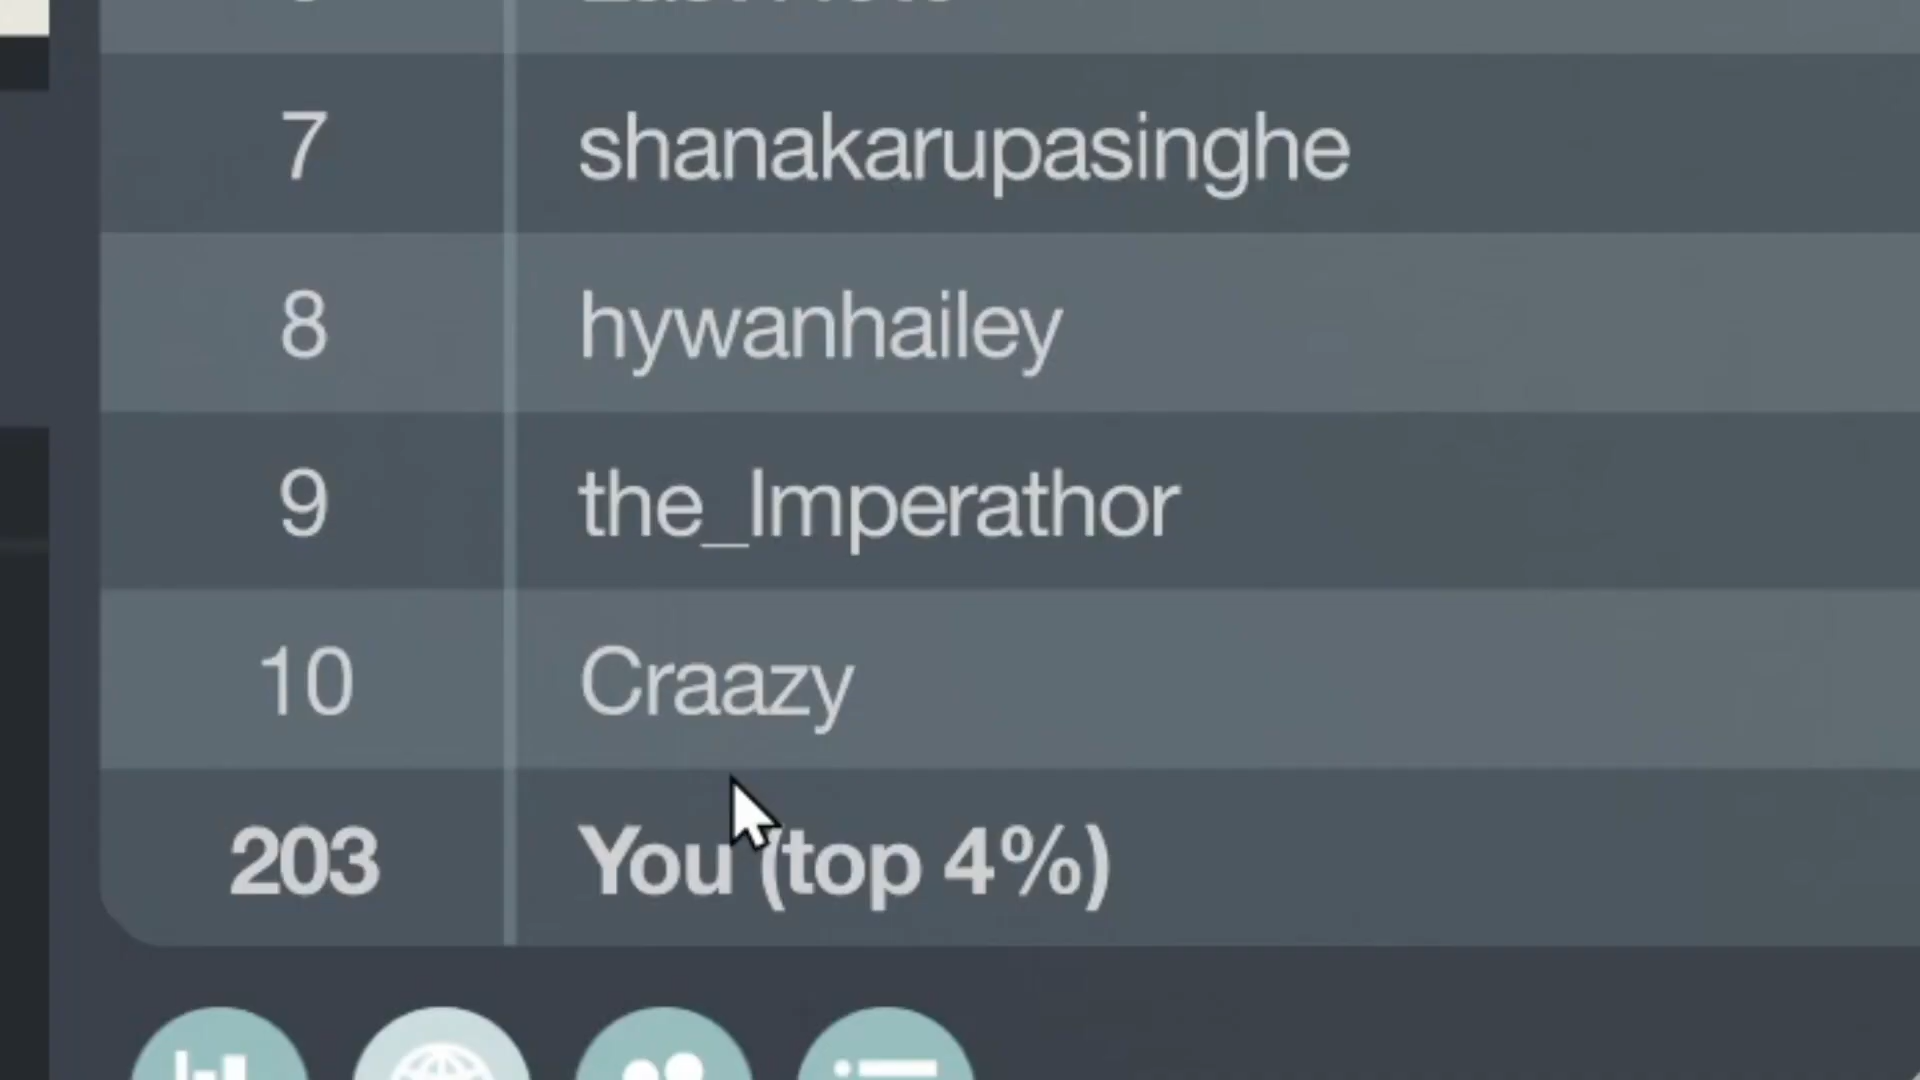 7 shanakarupasinghe
8 hywanhailey
9 the_Imperathor
10 Craazy
203 You (top 4%)